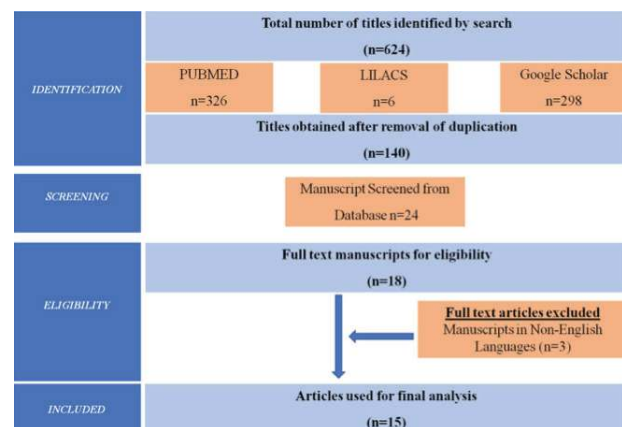 Total number of titles identified by search
(n=624)
IDENTIFICATION
PUBMED
n=326
LILACS
n=6
Google Scholar
n=298
Titles obtained after removal of duplication
(n=140)
SCREENING
Manuscript Screened from
Database n=24
ELIGIBILITY
Full text manuscripts for eligibility
(n=18)
Full text articles excluded
Manuscripts in Non-English
Languages (n=3)
INCLUDED
Articles used for final analysis
(n=15)